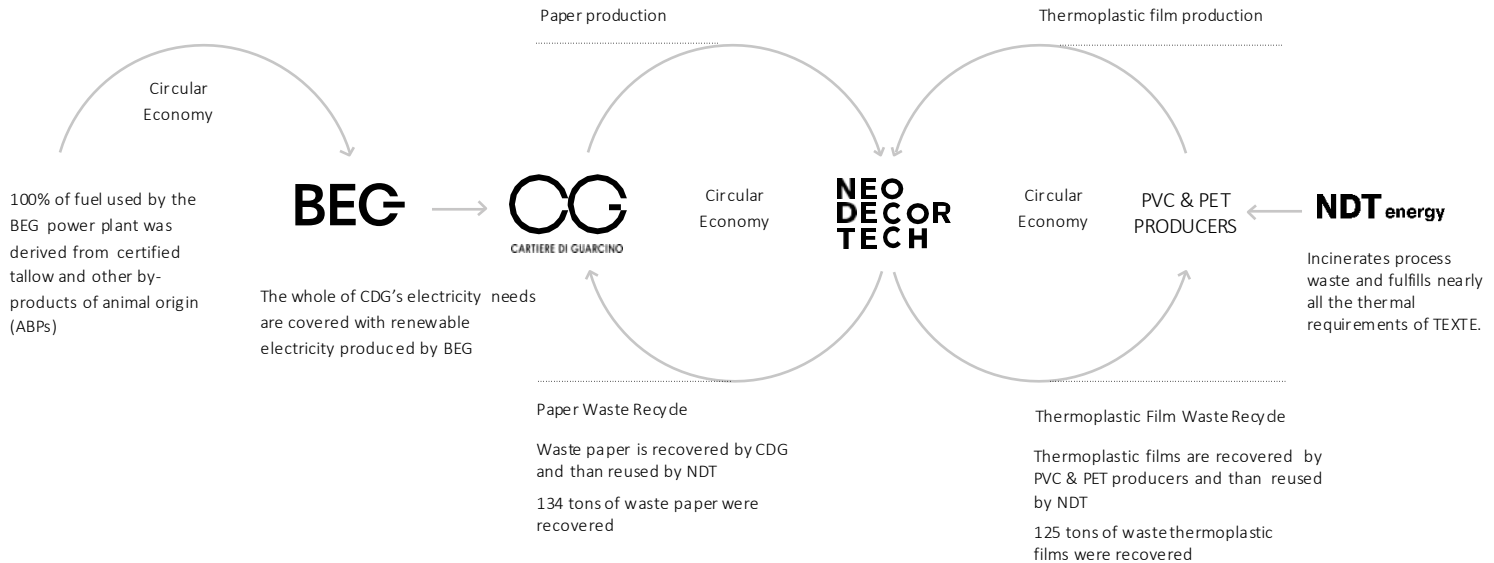 Paper production
Thermoplastic film production
Circular
Economy
100% of fuel used by the
BEG power plant was
derived from certified
tallow and other by-
products of animal origin
(ABPs)
BEG
The whole of CDG's electricity needs
are covered with renewable
electricity produced by BEG
CG
CARTIERE DI GUARCINO
Circular
Economy
NEO
DECOR
TECH
Circular
Economy
PVC & PET
PRODUCERS
NDT energy
Incinerates process
waste and fulfills nearly
all the thermal
requirements of TEXTE.
Paper Waste Recycle
Waste paper is recovered by CDG
and than reused by NDT
134 tons of waste paper were
recovered
Thermoplastic Film Waste Recycle
Thermoplastic films are recovered by
PVC & PET producers and than reused
by NDT
125 tons of waste thermoplastic
films were recovered